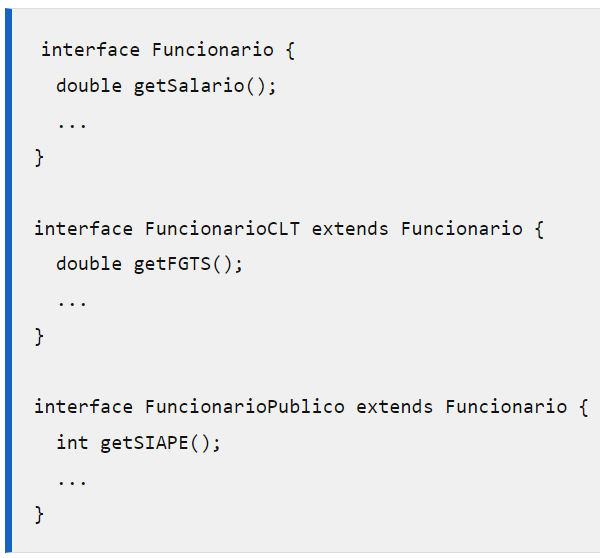 interface Funcionario {
double getSalario();
...
}
interface FuncionarioCLT extends Funcionario {
double getFGTS();
...
}
interface FuncionarioPublico extends Funcionario {
int getSIAPE();
...
}